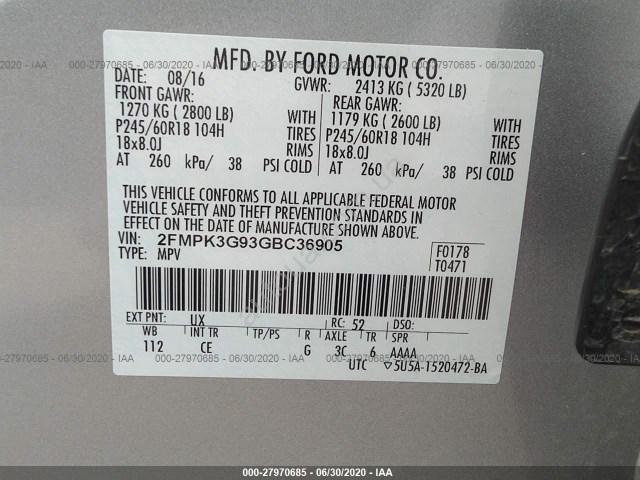 000-27970685 - 06/30/2020 - IAA 000-27970685 - 06/30/2020 - IAA 000-27970685 - 06/30/2020 - IAA
MFD. BY FORD MOTOR CO.
DATE: 08/16 GVWR: 2413 KG ( 5320 LB)
FRONT GAWR: REAR GAWR:
1270 KG ( 2800 LB) WITH 1179 KG ( 2600 LB) WITH
P245/60R18 104H TIRES P245/60R18 104H TIRES
18x8.0J RIMS 18x8.0J RIMS
AT 260 kPa/ 38 PSI COLD AT 260 kPa/ 38 PSI COLD
THIS VEHICLE CONFORMS TO ALL APPLICABLE FEDERAL MOTOR
VEHICLE SAFETY AND THEFT PREVENTION STANDARDS IN
EFFECT ON THE DATE OF MANUFACTURE SHOWN ABOVE.
VIN: 2FMPK3G93GBC36905 F0178
TYPE: MPV T0471
EXT PNT: UX RC: 52 DSO:
WB INT TR TP/PS R AXLE TR SPR
112 CE G 3C 6 AAAA
UTC ▽5U5A-1520472-BA
000-27970685 - 06/30/2020 - IAA